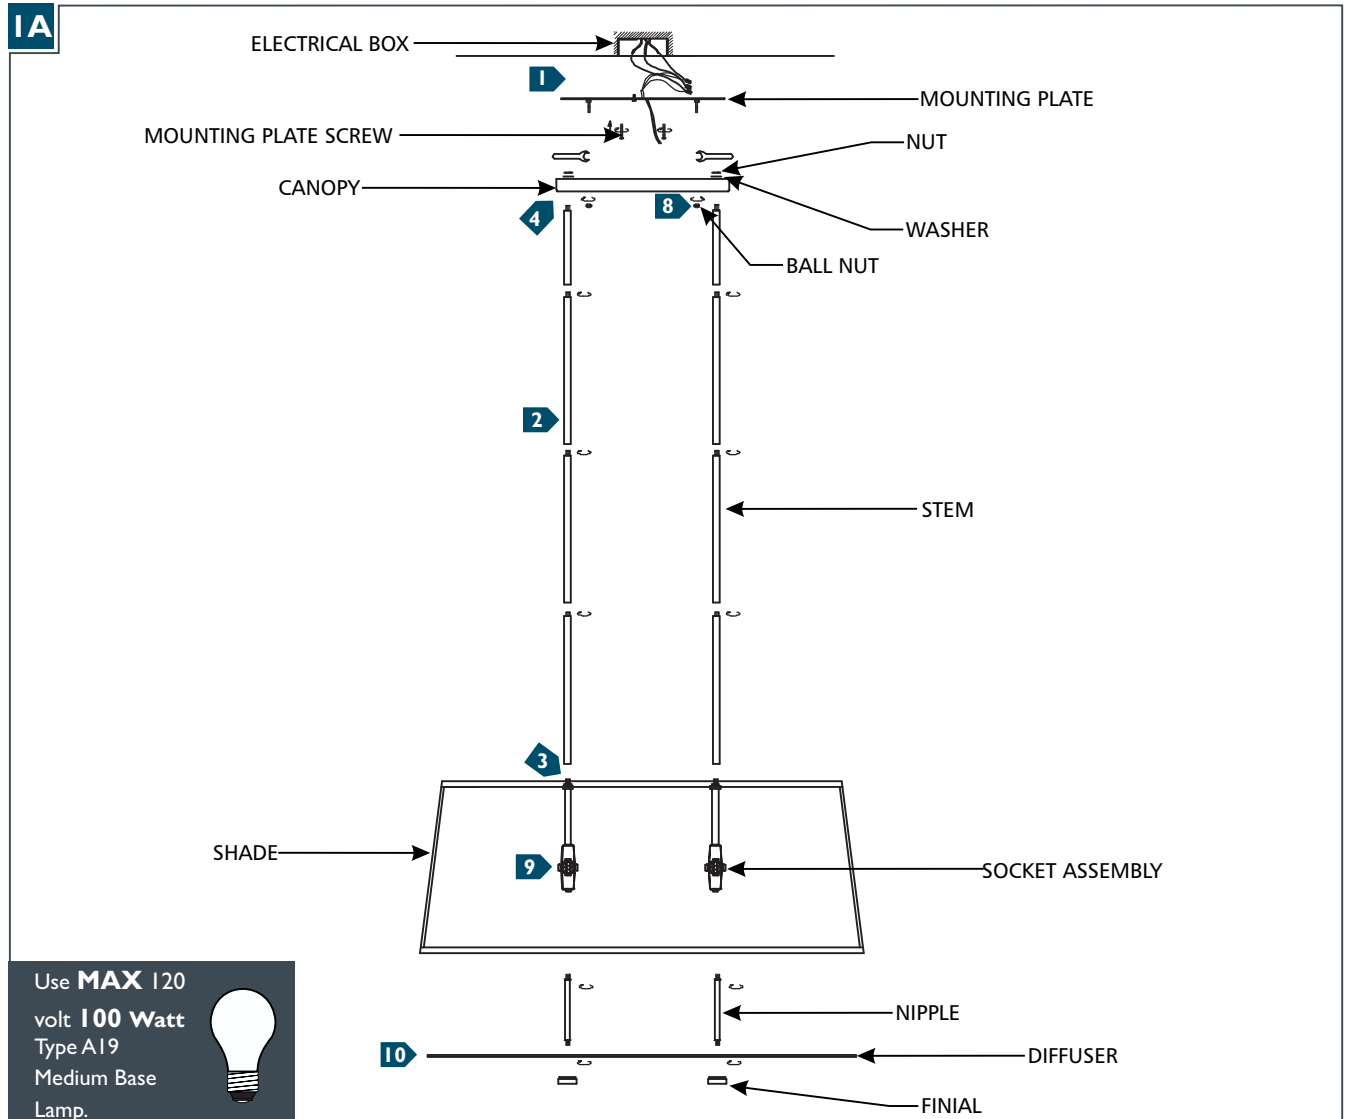 1A
ELECTRICAL BOX
1
MOUNTING PLATE
MOUNTING PLATE SCREW
NUT
CANOPY
4
8
WASHER
BALL NUT
2
STEM
3
SHADE
9
SOCKET ASSEMBLY
Use MAX 120
volt 100 Watt
Type A19
Medium Base
Lamp.
NIPPLE
10
DIFFUSER
FINIAL